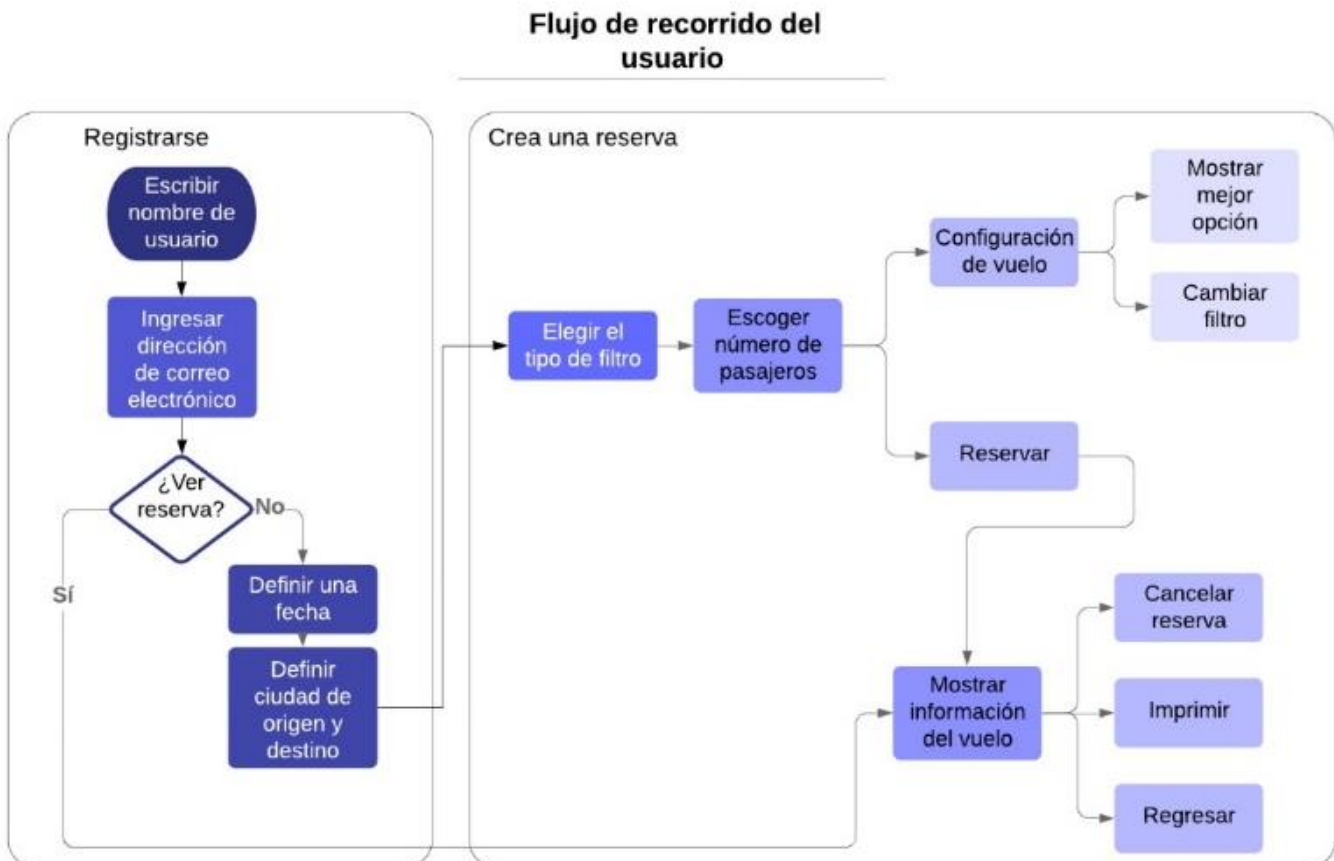 Flujo de recorrido del
usuario
Registrarse
Escribir
nombre de
usuario
Ingresar
dirección
de correo
electrónico
¿Ver
reserva?
No
Sí
Definir una
fecha
Definir
ciudad de
origen y
destino
Crea una reserva
Elegir el
tipo de filtro
Escoger
número de
pasajeros
Configuración
de vuelo
Mostrar
mejor
opción
Cambiar
filtro
Reservar
Mostrar
información
del vuelo
Cancelar
reserva
Imprimir
Regresar